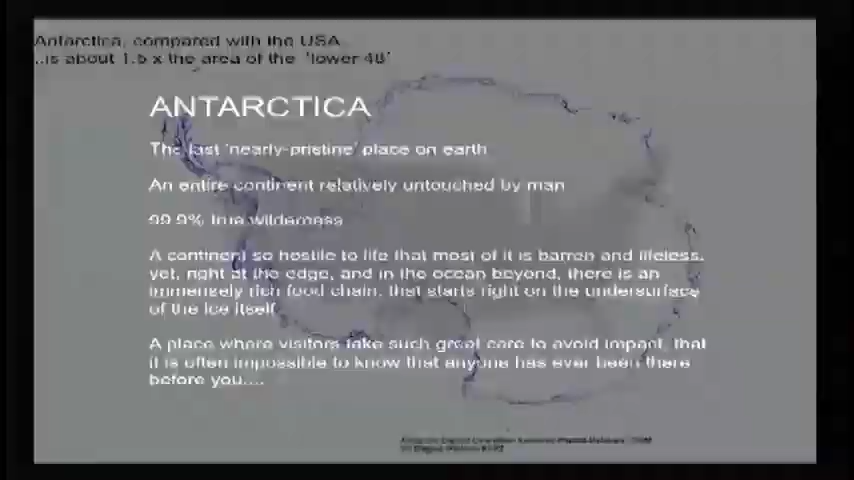 Antarctica, compared with the USA
..is about 1.5 x the area of the 'lower 48'
ANTARCTICA
The last 'nearly-pristine' place on earth
An entire continent relatively untouched by man
99.9% true wilderness
A continent so hostile to life that most of it is barren and lifeless,
yet, right at the edge, and in the ocean beyond, there is an
immensely rich food chain, that starts right on the undersurface
of the ice itself
A place where visitors take such great care to avoid impact, that
it is often impossible to know that anyone has ever been there
before you....